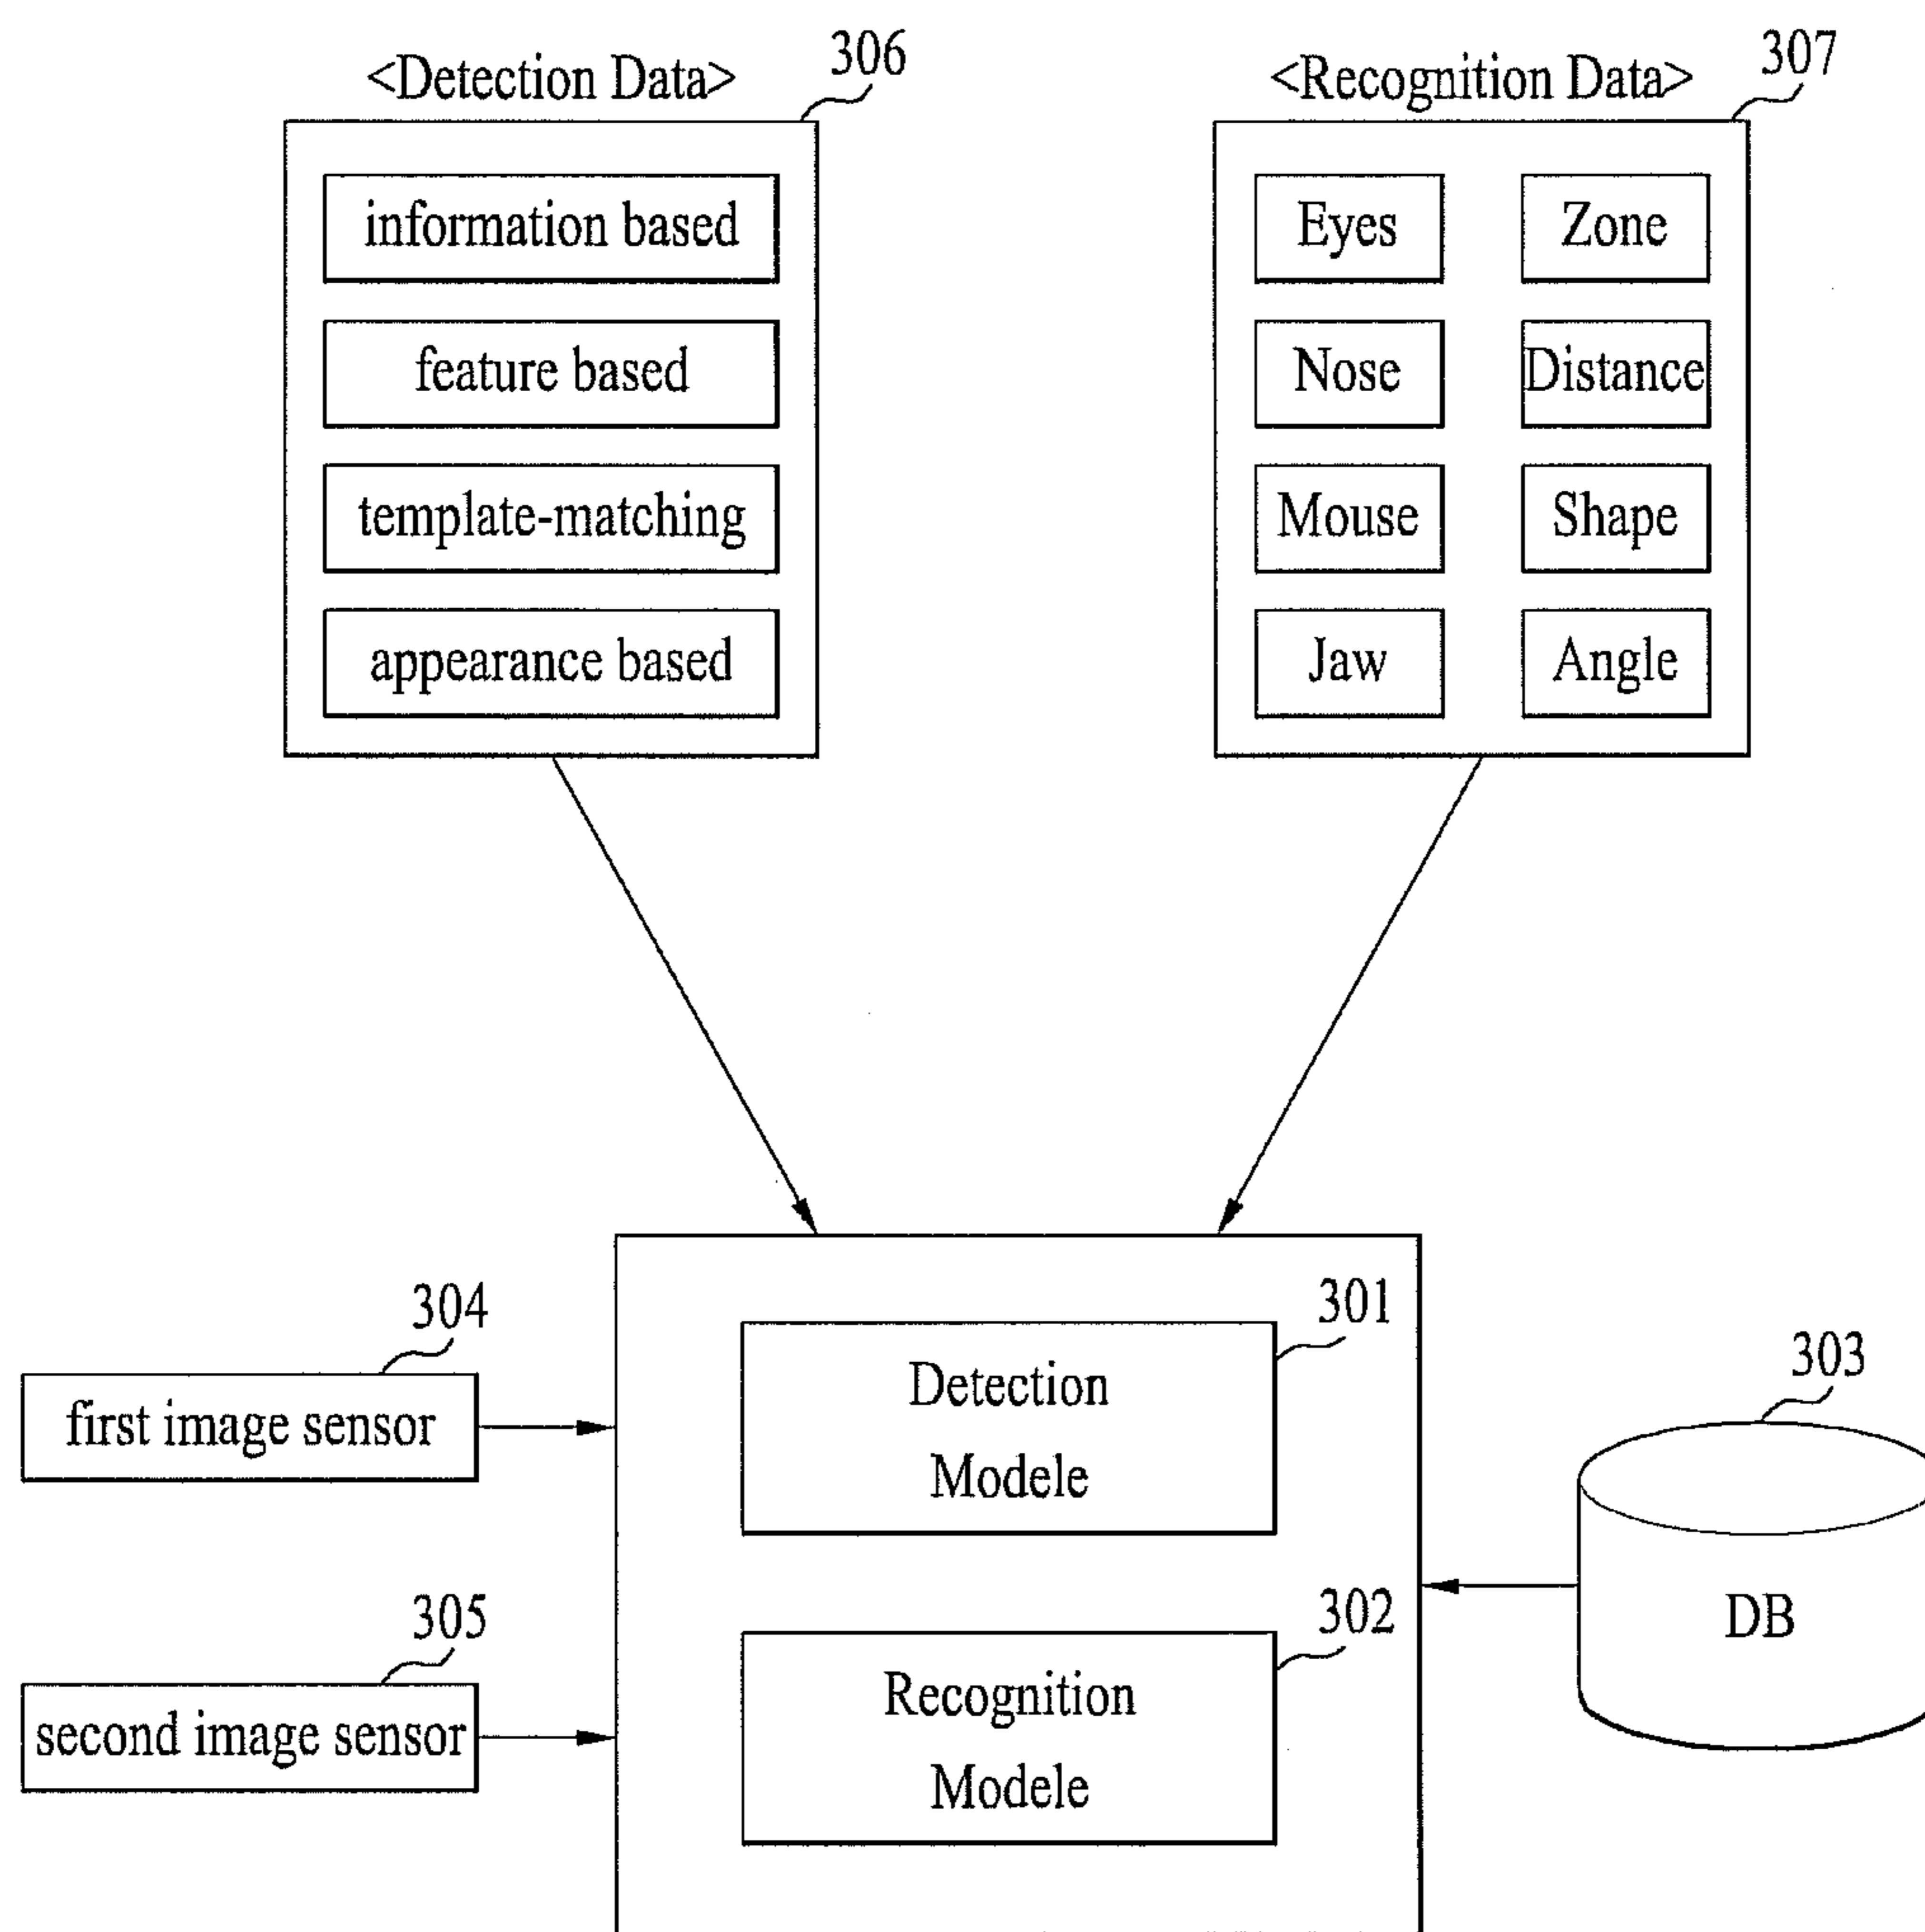 306
<Detection Data>
information based
feature based
template-matching
appearance based
307
<Recognition Data>
Eyes
Zone
Nose
Distance
Mouse
Shape
Jaw
Angle
304
first image sensor
305
second image sensor
301
Detection
Modele
302
Recognition
Modele
303
DB